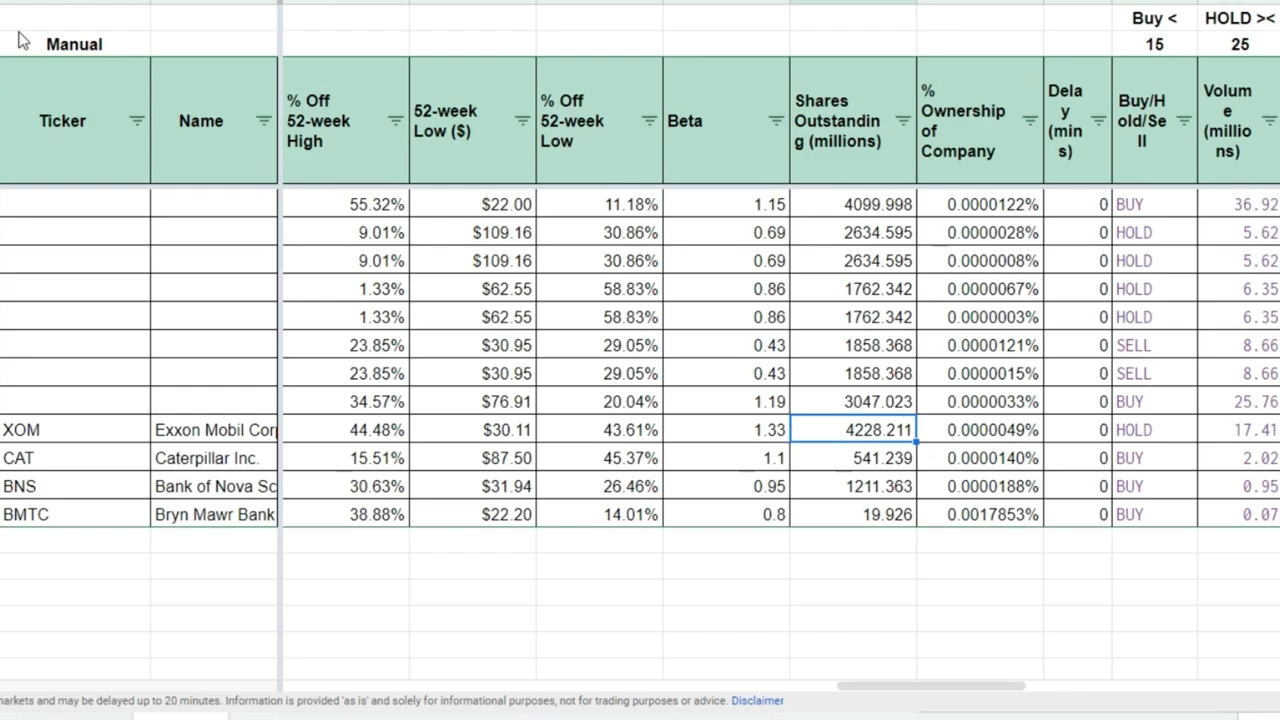 Buy < HOLD ><
Manual 15 25
Ticker Name % Off 52-week High 52-week Low ($) % Off 52-week Low Beta Shares Outstandin g (millions) % Ownership of Company Dela y (min s) Buy/H old/Se ll Volum e (millio ns)
55.32% $22.00 11.18% 1.15 4099.998 0.0000122% 0 BUY 36.92
9.01% $109.16 30.86% 0.69 2634.595 0.0000028% 0 HOLD 5.62
9.01% $109.16 30.86% 0.69 2634.595 0.0000008% 0 HOLD 5.62
1.33% $62.55 58.83% 0.86 1762.342 0.0000067% 0 HOLD 6.35
1.33% $62.55 58.83% 0.86 1762.342 0.0000003% 0 HOLD 6.35
23.85% $30.95 29.05% 0.43 1858.368 0.0000121% 0 SELL 8.66
23.85% $30.95 29.05% 0.43 1858.368 0.0000015% 0 SELL 8.66
34.57% $76.91 20.04% 1.19 3047.023 0.0000033% 0 BUY 25.76
XOM Exxon Mobil Corp 44.48% $30.11 43.61% 1.33 4228.211 0.0000049% 0 HOLD 17.41
CAT Caterpillar Inc. 15.51% $87.50 45.37% 1.1 541.239 0.0000140% 0 BUY 2.02
BNS Bank of Nova Sc 30.63% $31.94 26.46% 0.95 1211.363 0.0000188% 0 BUY 0.95
BMTC Bryn Mawr Bank 38.88% $22.20 14.01% 0.8 19.926 0.0017853% 0 BUY 0.07
markets and may be delayed up to 20 minutes. Information is provided 'as is' and solely for informational purposes, not for trading purposes or advice. Disclaimer